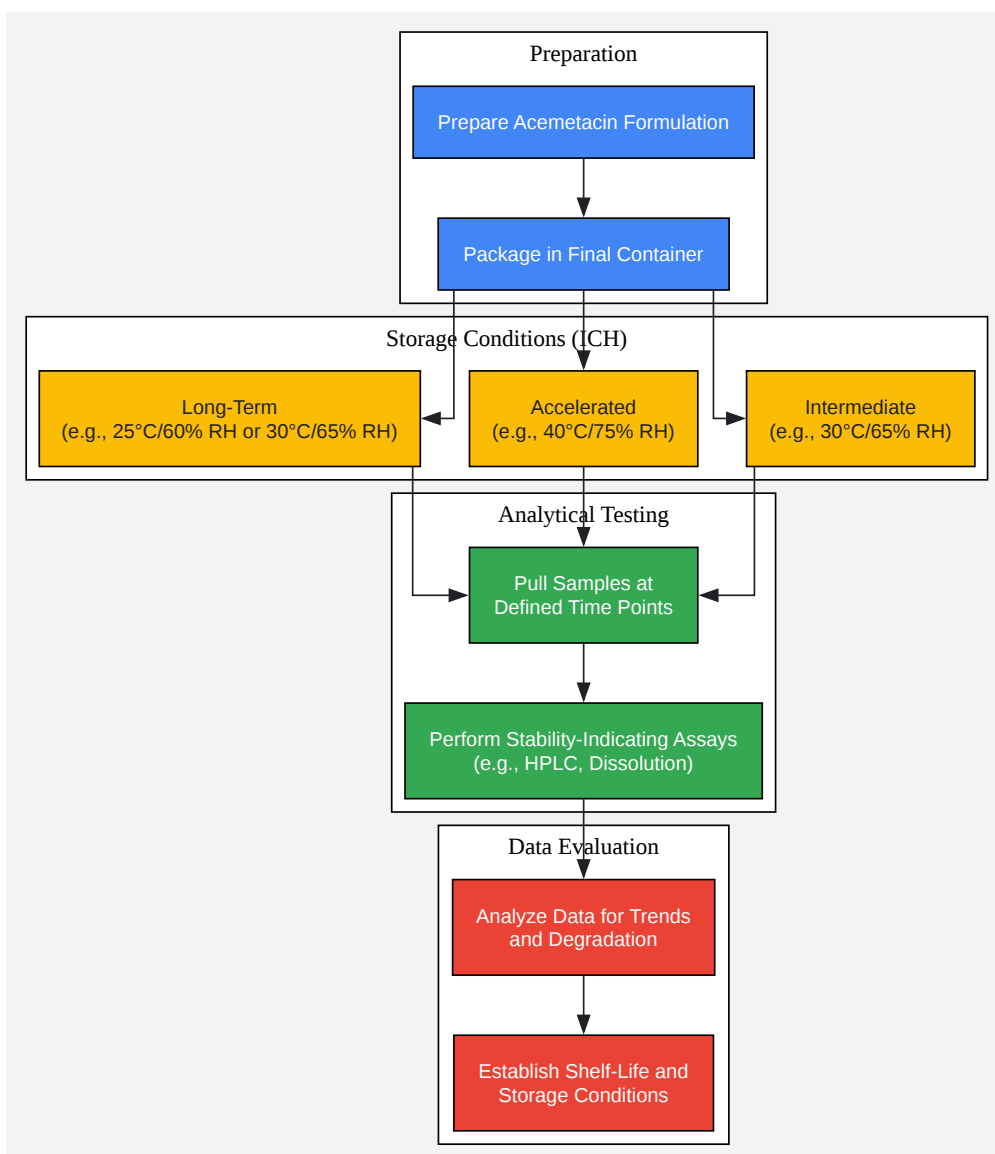 Preparation
Prepare Acemetacin Formulation
Package in Final Container
Storage Conditions (ICH)
Long-Term
(e.g., 25°C/60% RH or 30°C/65% RH)
Accelerated
(e.g., 40°C/75% RH)
Intermediate
(e.g., 30°C/65% RH)
Analytical Testing
Pull Samples at
Defined Time Points
Perform Stability-Indicating Assays
(e.g., HPLC, Dissolution)
Data Evaluation
Analyze Data for Trends
and Degradation
Establish Shelf-Life and
Storage Conditions